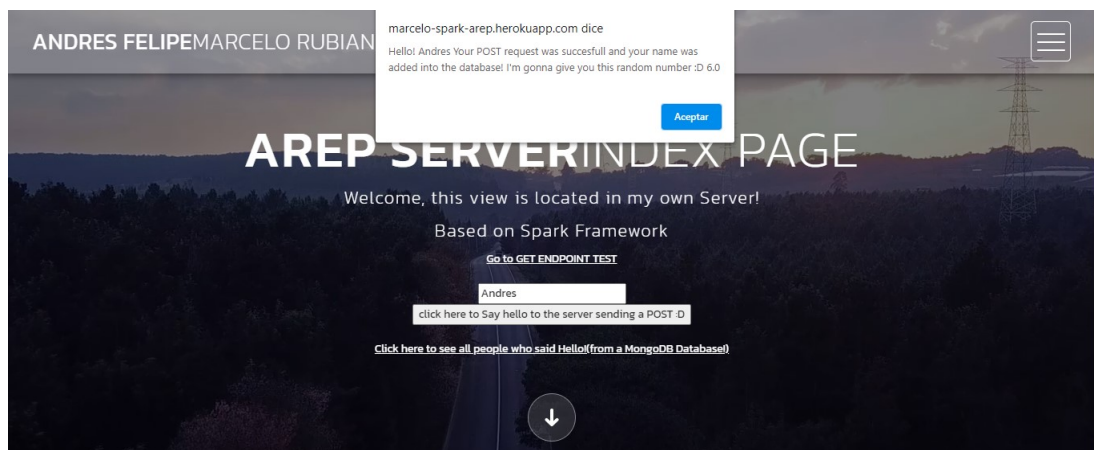 ANDRES FELIPEMARCELO RUBIAN
marcelo-spark-arep.herokuapp.com dice
Hello! Andres Your POST request was succesfull and your name was
added into the database! I'm gonna give you this random number :D 6.0
Aceptar
AREP SERVERINDEX PAGE
Welcome, this view is located in my own Server!
Based on Spark Framework
Go to GET ENDPOINT TEST
Andres
click here to Say hello to the server sending a POST :D
Click here to see all people who said Hello!(from a MongoDB Database!)